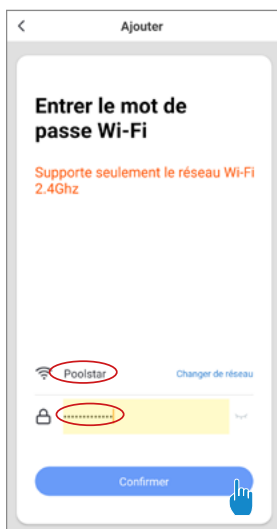 Ajouter
Entrer le mot de
passe Wi-Fi
Supporte seulement le réseau Wi-Fi
2.4Ghz
Poolstar Changer de réseau
•••••••••••••
Confirmer